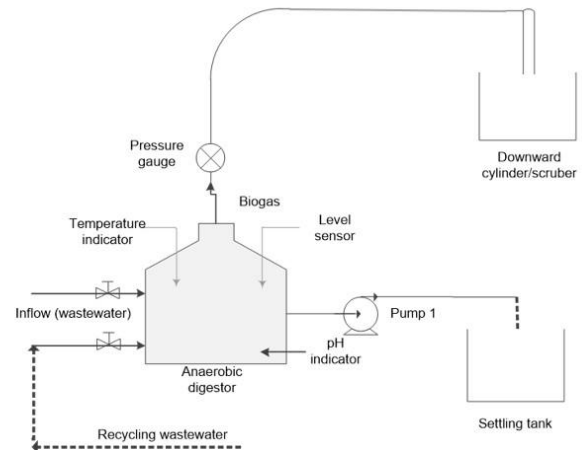 Pressure
gauge
Downward
cylinder/scruber
Biogas
Temperature
indicator
Level
sensor
Inflow (wastewater)
Pump 1
pH
indicator
Anaerobic
digestor
Settling tank
Recycling wastewater